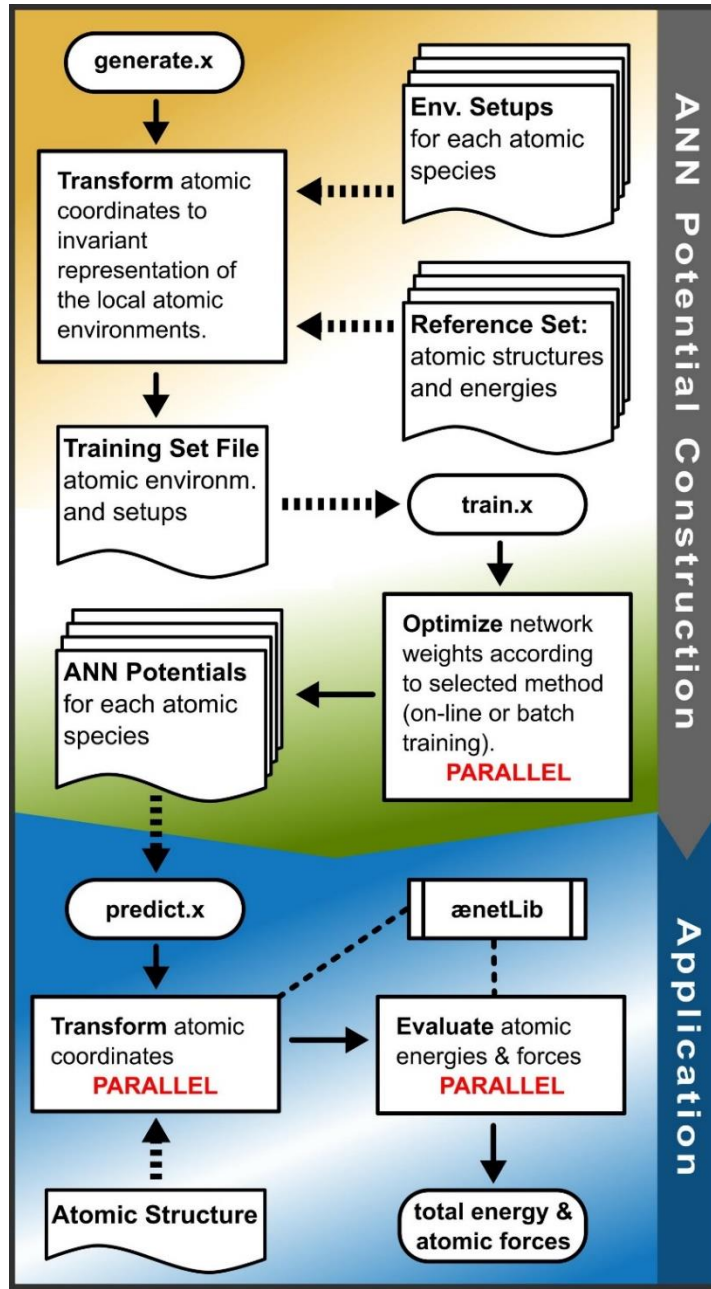 generate.x
Env. Setups
for each atomic
species
Transform atomic
coordinates to
invariant
representation of
the local atomic
environments.
Reference Set:
atomic structures
and energies
Training Set File
atomic environm.
and setups
train.x
Optimize network
weights according
to selected method
(on-line or batch
training).
PARALLEL
ANN Potentials
for each atomic
species
ANN Potential Construction
predict.x
ænetLib
Transform atomic
coordinates
PARALLEL
Evaluate atomic
energies & forces
PARALLEL
Atomic Structure
total energy &
atomic forces
Application